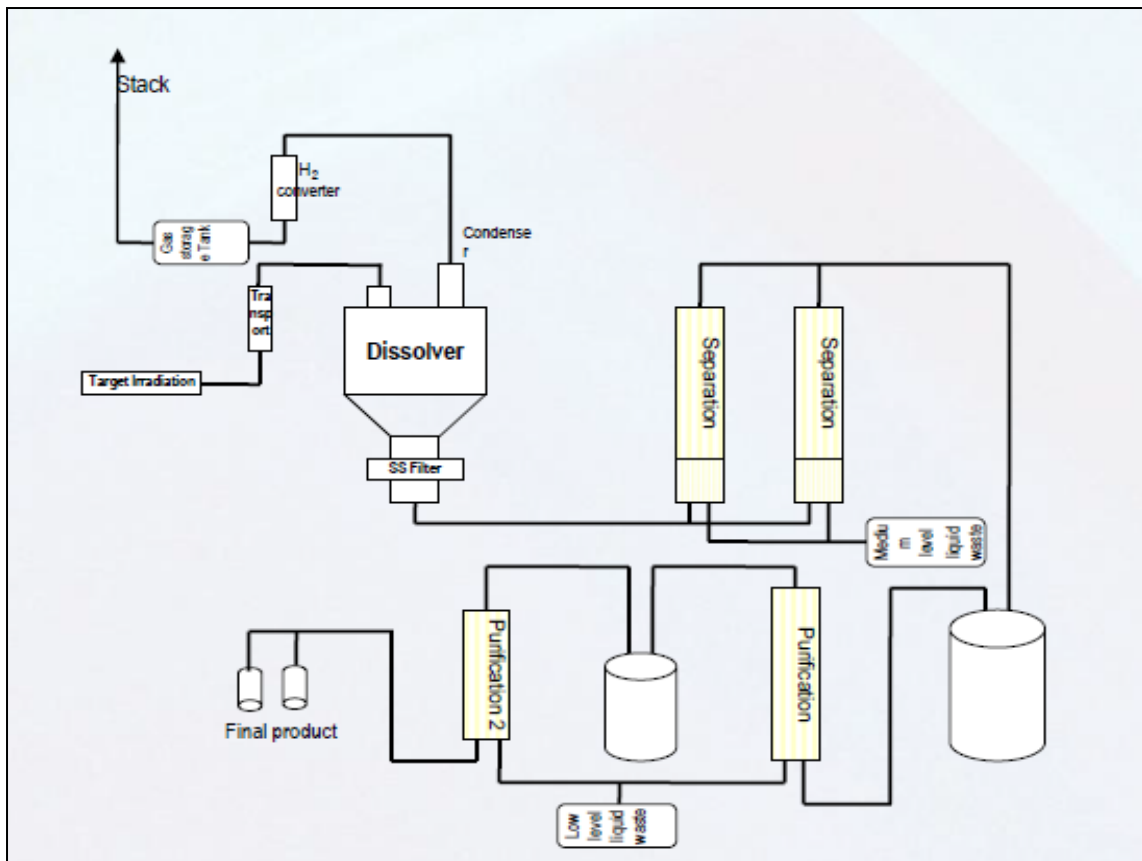 Stack
H2
converter
Gas
storag
e Tank
Condense
r
Tra
nsp
ort
Target Irradiation
Dissolver
SS Filter
Separation
Separation
Mediu
m
level
liquid
waste
Purification 2
Purification
Final product
Low
level
liquid
waste